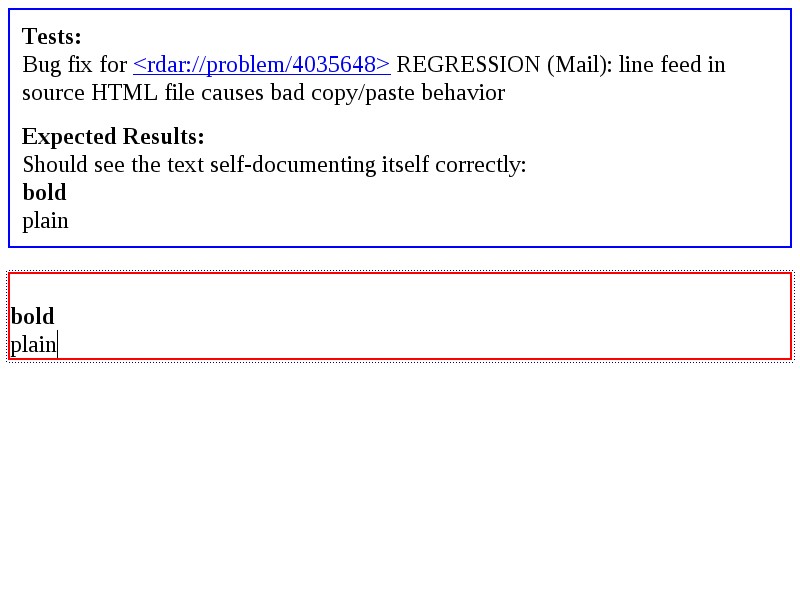 Tests:
Bug fix for <rdar://problem/4035648> REGRESSION (Mail): line feed in
source HTML file causes bad copy/paste behavior
Expected Results:
Should see the text self-documenting itself correctly:
bold
plain
bold
plain